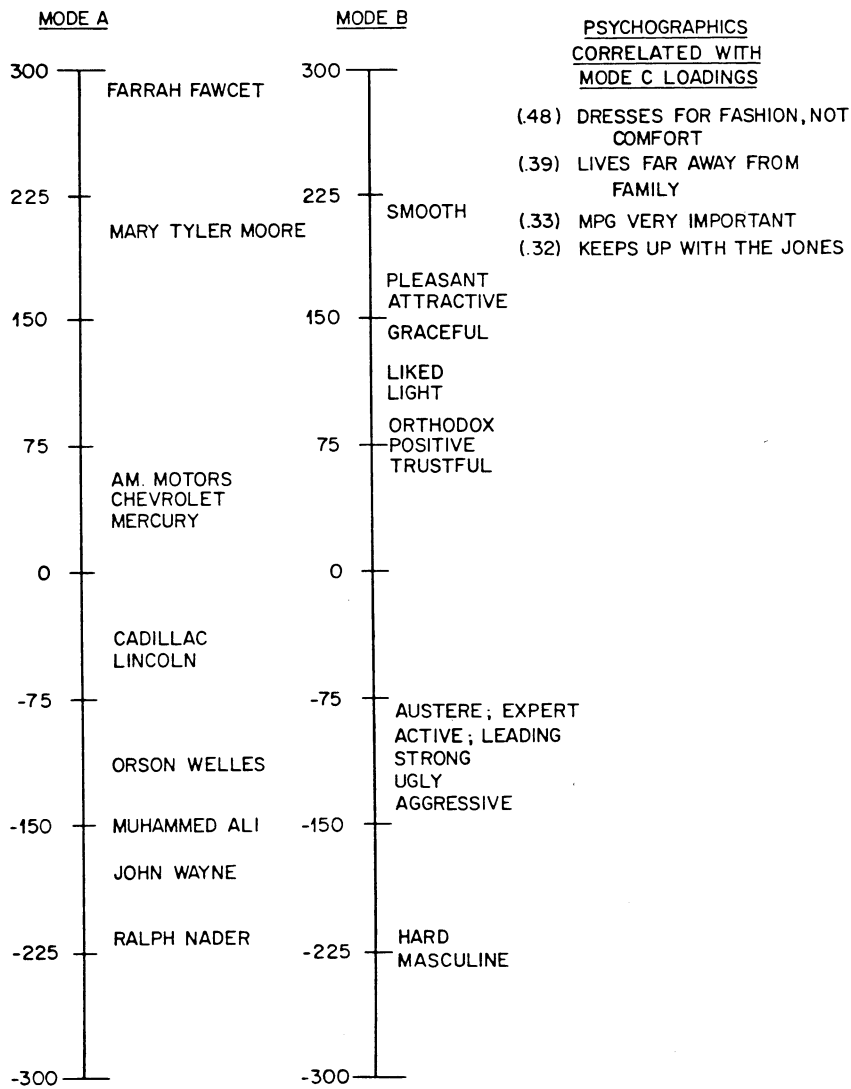 MODE A
300
FARRAH FAWCET
225
MARY TYLER MOORE
150
75
AM. MOTORS
CHEVROLET
MERCURY
0
CADILLAC
LINCOLN
-75
ORSON WELLES
-150
MUHAMMED ALI
JOHN WAYNE
RALPH NADER
-225
-300
MODE B
300
225
SMOOTH
PLEASANT
ATTRACTIVE
150
GRACEFUL
LIKED
LIGHT
ORTHODOX
75 POSITIVE
TRUSTFUL
0
-75
AUSTERE; EXPERT
ACTIVE; LEADING
STRONG
UGLY
AGGRESSIVE
-150
HARD
-225
MASCULINE
-300
PSYCHOGRAPHICS
CORRELATED WITH
MODE C LOADINGS
(.48) DRESSES FOR FASHION, NOT
COMFORT
(.39) LIVES FAR AWAY FROM
FAMILY
(.33) MPG VERY IMPORTANT
(.32) KEEPS UP WITH THE JONES